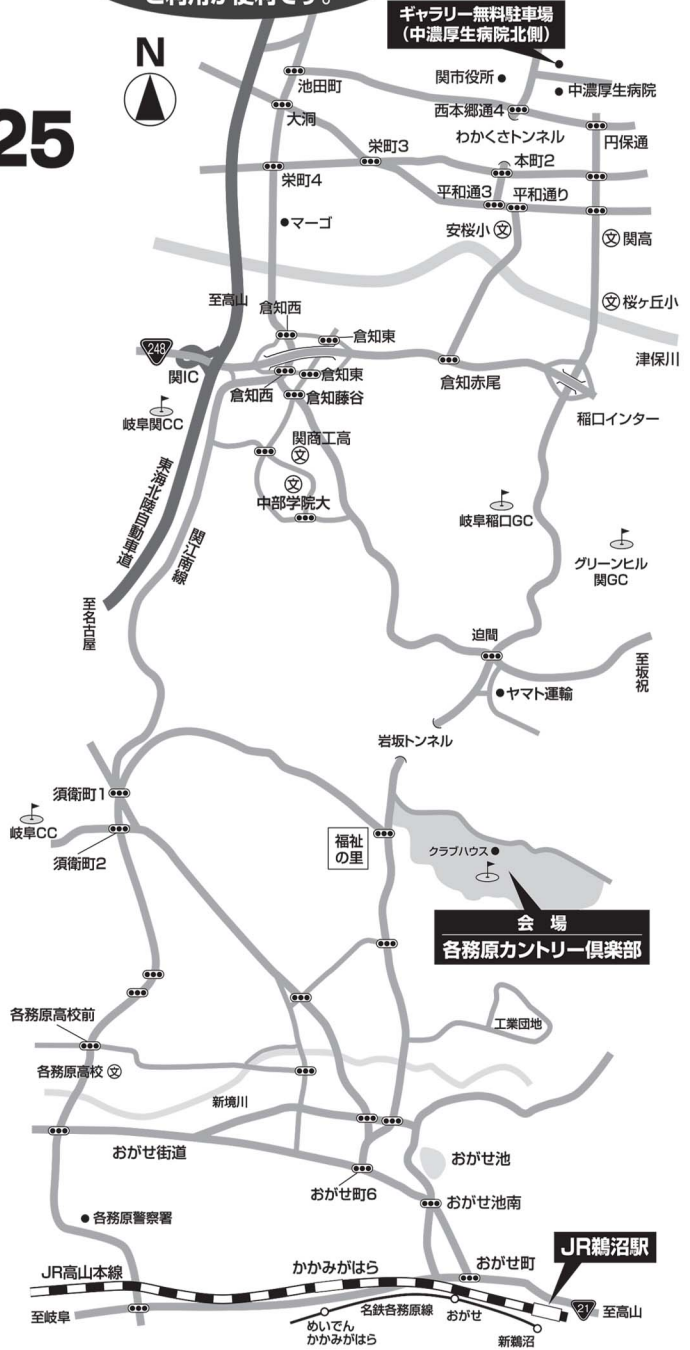 ご利用が便利です。
ギャラリー無料駐車場
(中濃厚生病院北側)
N
25
池田町
関市役所
中濃厚生病院
大洞
西本郷通4
わかくさトンネル
円保通
栄町3
本町2
栄町4
平和通3
平和通り
マーゴ
安桜小
文
文
関高
至高山
倉知西
倉知東
文
桜ヶ丘小
248
関IC
津保川
倉知西
倉知東
倉知赤尾
倉知藤谷
稲口インター
岐阜関CC
関商工高
文
文
中部学院大
東海北陸自動車道
関江南線
岐阜稲口GC
グリーンヒル
関GC
至名古屋
迫間
至坂祝
ヤマト運輸
岩坂トンネル
須衛町1
岐阜CC
須衛町2
福祉
の里
クラブハウス
会 場
各務原カントリー倶楽部
各務原高校前
工業団地
各務原高校
文
新境川
おがせ街道
おがせ池
おがせ町6
おがせ池南
各務原警察署
JR鵜沼駅
JR高山本線
かかみがはら
おがせ町
21
至岐阜
名鉄各務原線
おがせ
至高山
めいでん
かかみがはら
新鵜沼